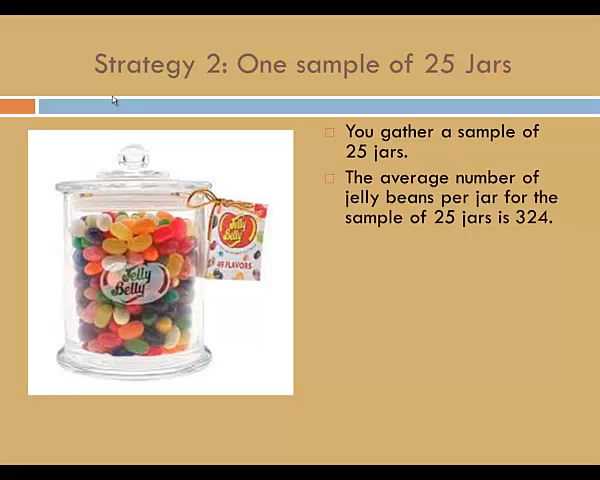 Strategy 2: One sample of 25 Jars
You gather a sample of
25 jars.
The average number of
jelly beans per jar for the
sample of 25 jars is 324.
Jelly
Belly
49 FLAVORS
Jelly
Belly